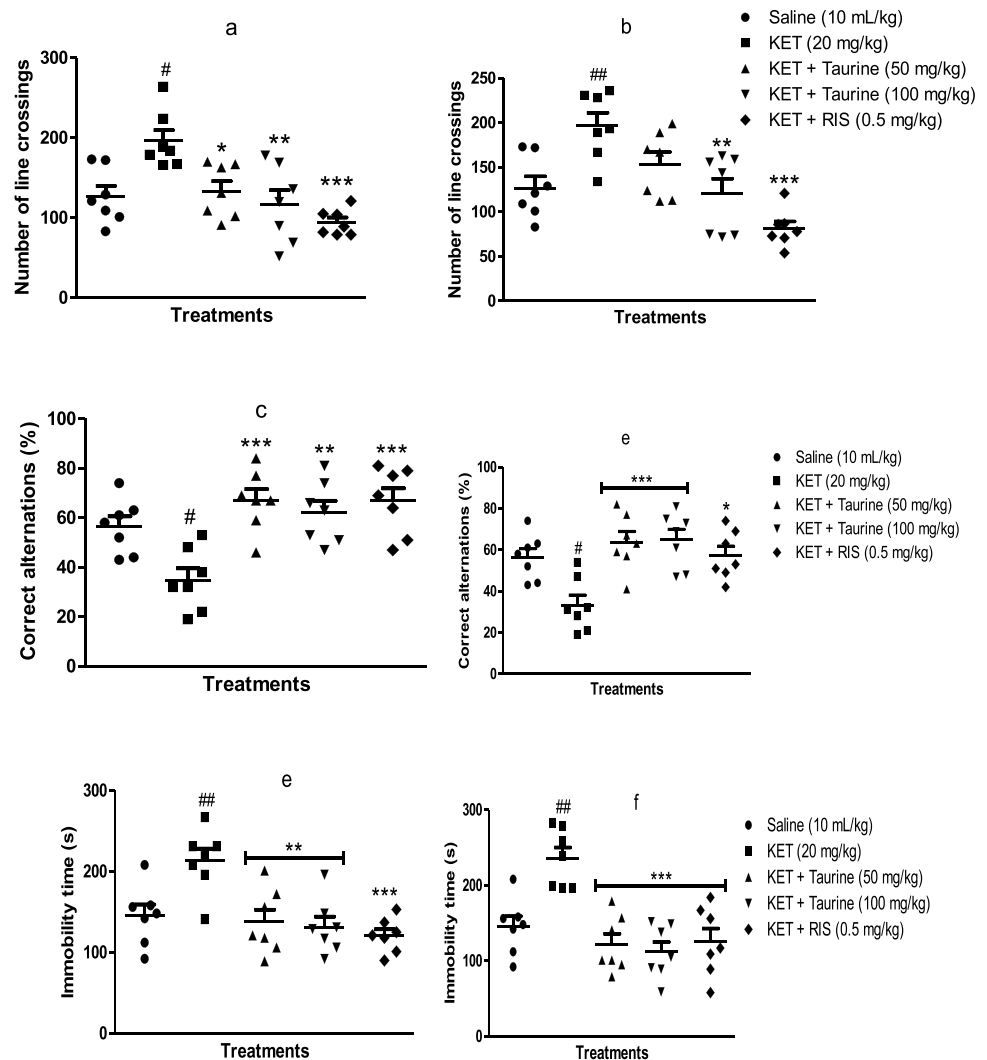 a
Number of line crossings
300
200
100
0
#
*
**
***
Treatments
b
Number of line crossings
250
200
150
100
50
0
##
**
***
Treatments
Saline (10 mL/kg)
KET (20 mg/kg)
KET + Taurine (50 mg/kg)
KET + Taurine (100 mg/kg)
KET + RIS (0.5 mg/kg)
c
Correct alternations (%)
100
80
60
40
20
0
#
***
**
***
Treatments
e
Correct alternations (%)
100
80
60
40
20
0
#
***
*
Treatments
Saline (10 mL/kg)
KET (20 mg/kg)
KET + Taurine (50 mg/kg)
KET + Taurine (100 mg/kg)
KET + RIS (0.5 mg/kg)
e
Immobility time (s)
300
200
100
0
##
**
***
Treatments
f
Immobility time (s)
300
200
100
0
##
***
Treatments
Saline (10 mL/kg)
KET (20 mg/kg)
KET + Taurine (50 mg/kg)
KET + Taurine (100 mg/kg)
KET + RIS (0.5 mg/kg)